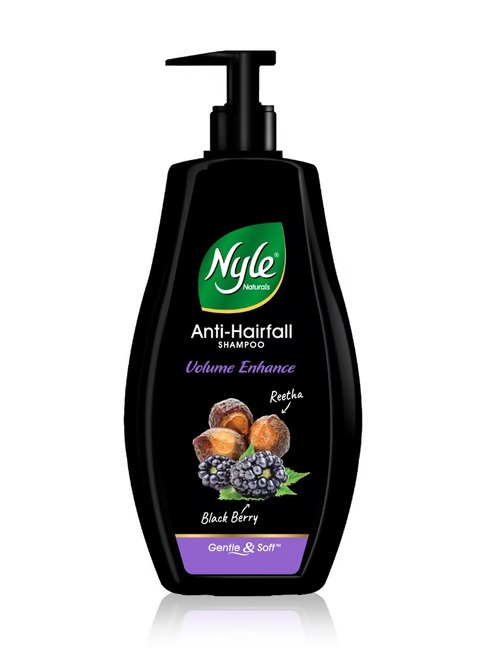 Nyle®
Naturals
Anti-Hairfall
SHAMPOO
Volume Enhance
Reetha
Black Berry
Gentle & Soft™